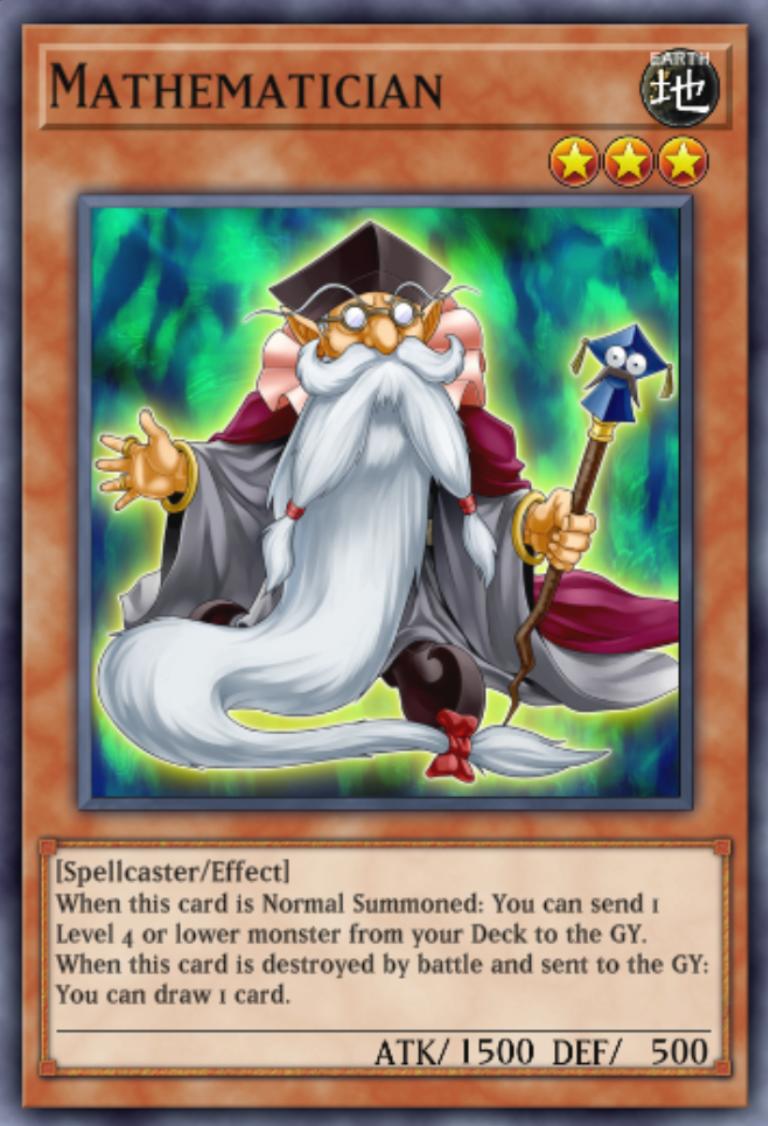 MATHEMATICIAN
EARTH
地
[Spellcaster/Effect]
When this card is Normal Summoned: You can send 1
Level 4 or lower monster from your Deck to the GY.
When this card is destroyed by battle and sent to the GY:
You can draw 1 card.
ATK/ 1500 DEF/ 500